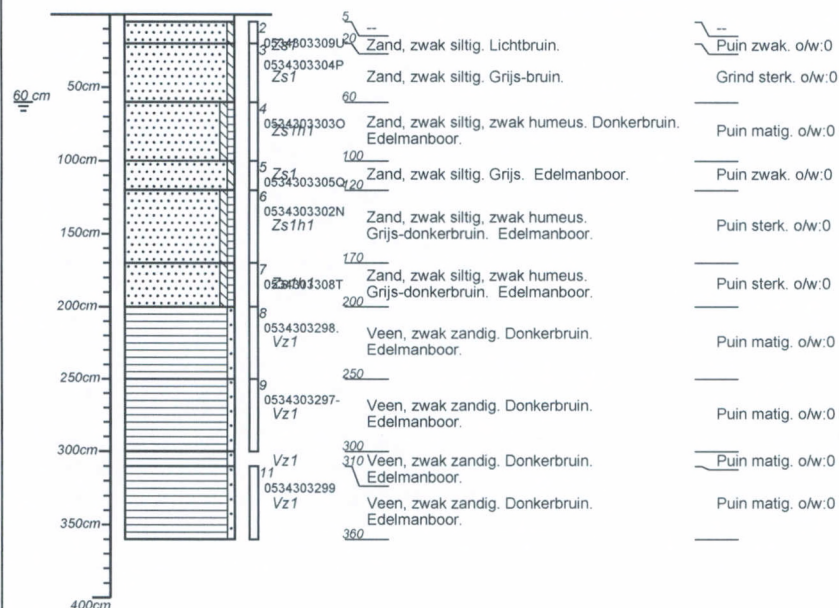 5
--
--
2
0534303309U
20
Zand, zwak siltig. Lichtbruin.
Puin zwak. o/w:0
3
0534303304P
Zs1
Zand, zwak siltig. Grijs-bruin.
Grind sterk. o/w:0
50cm
60 cm
60
4
0534303303O
Zs1h1
Zand, zwak siltig, zwak humeus. Donkerbruin.
Edelmanboor.
Puin matig. o/w:0
100cm
100
5
Zs1
0534303305Q
Zand, zwak siltig. Grijs. Edelmanboor.
Puin zwak. o/w:0
120
6
0534303302N
Zs1h1
Zand, zwak siltig, zwak humeus.
Grijs-donkerbruin. Edelmanboor.
Puin sterk. o/w:0
150cm
170
7
Zs1h1
0534303308T
Zand, zwak siltig, zwak humeus.
Grijs-donkerbruin. Edelmanboor.
Puin sterk. o/w:0
200cm
200
8
0534303298.
Vz1
Veen, zwak zandig. Donkerbruin.
Edelmanboor.
Puin matig. o/w:0
250cm
250
9
0534303297-
Vz1
Veen, zwak zandig. Donkerbruin.
Edelmanboor.
Puin matig. o/w:0
300cm
300
Vz1
310
Veen, zwak zandig. Donkerbruin.
Edelmanboor.
Puin matig. o/w:0
11
0534303299
Vz1
Veen, zwak zandig. Donkerbruin.
Edelmanboor.
Puin matig. o/w:0
350cm
360
400cm